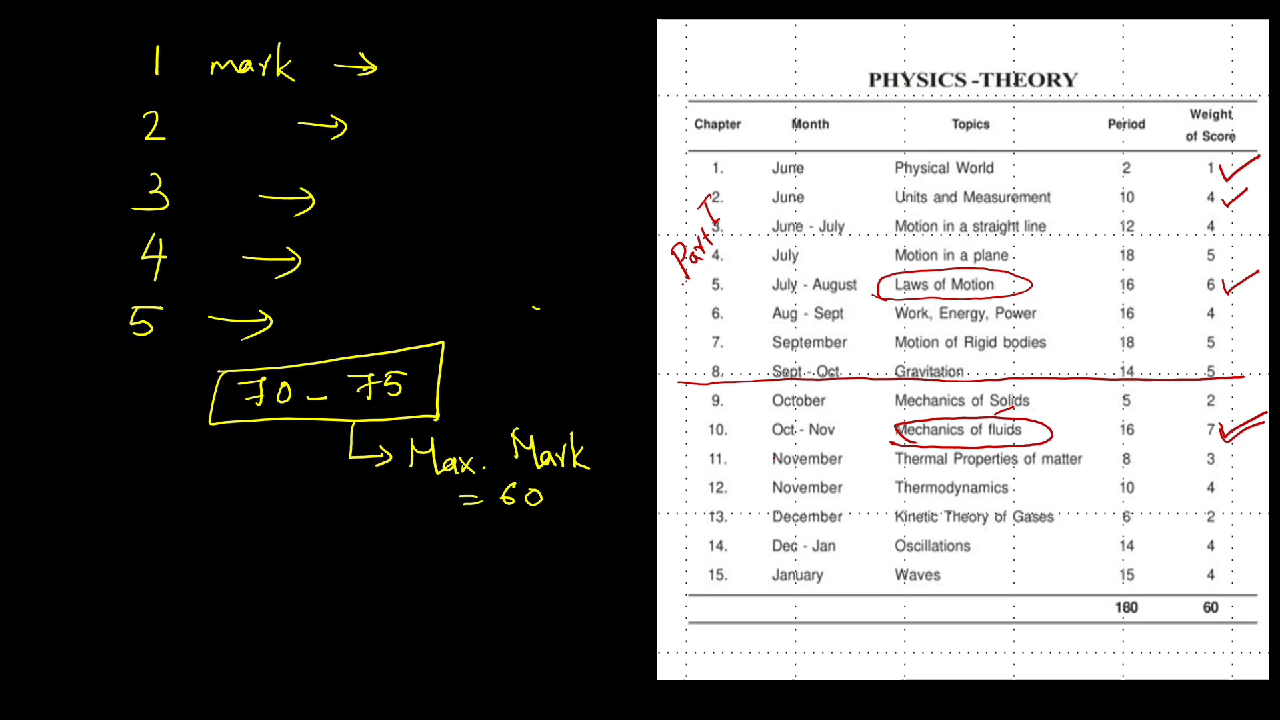 1 mark →
2 →
3 →
4 →
5 →
70 - 75
Max. Mark
= 60
PHYSICS -THEORY
Chapter Month Topics Period Weight of Score
1. June Physical World 2 1
2. June Units and Measurement 10 4
3. June - July Motion in a straight line 12 4
4. July Motion in a plane 18 5
5. July - August Laws of Motion 16 6
6. Aug - Sept Work, Energy, Power 16 4
7. September Motion of Rigid bodies 18 5
8. Sept - Oct Gravitation 14 5
9. October Mechanics of Solids 5 2
10. Oct - Nov Mechanics of fluids 16 7
11. November Thermal Properties of matter 8 3
12. November Thermodynamics 10 4
13. December Kinetic Theory of Gases 6 2
14. Dec - Jan Oscillations 14 4
15. January Waves 15 4
180 60
Part I